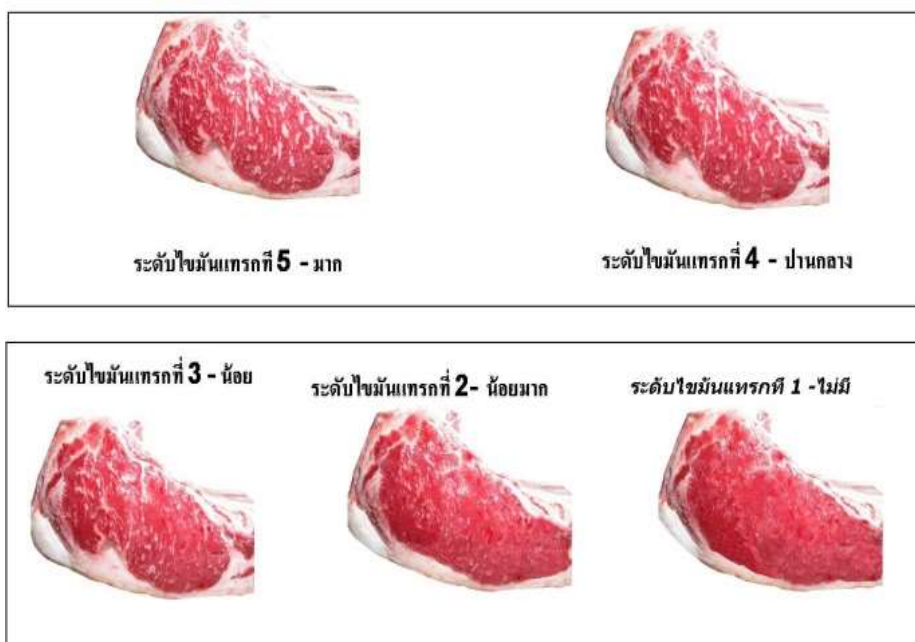 ระดับไขมันแทรกที่ 5 - มาก
ระดับไขมันแทรกที่ 4 - ปานกลาง
ระดับไขมันแทรกที่ 3 - น้อย
ระดับไขมันแทรกที่ 2- น้อยมาก
ระดับไขมันแทรกที่ 1 -ไม่มี